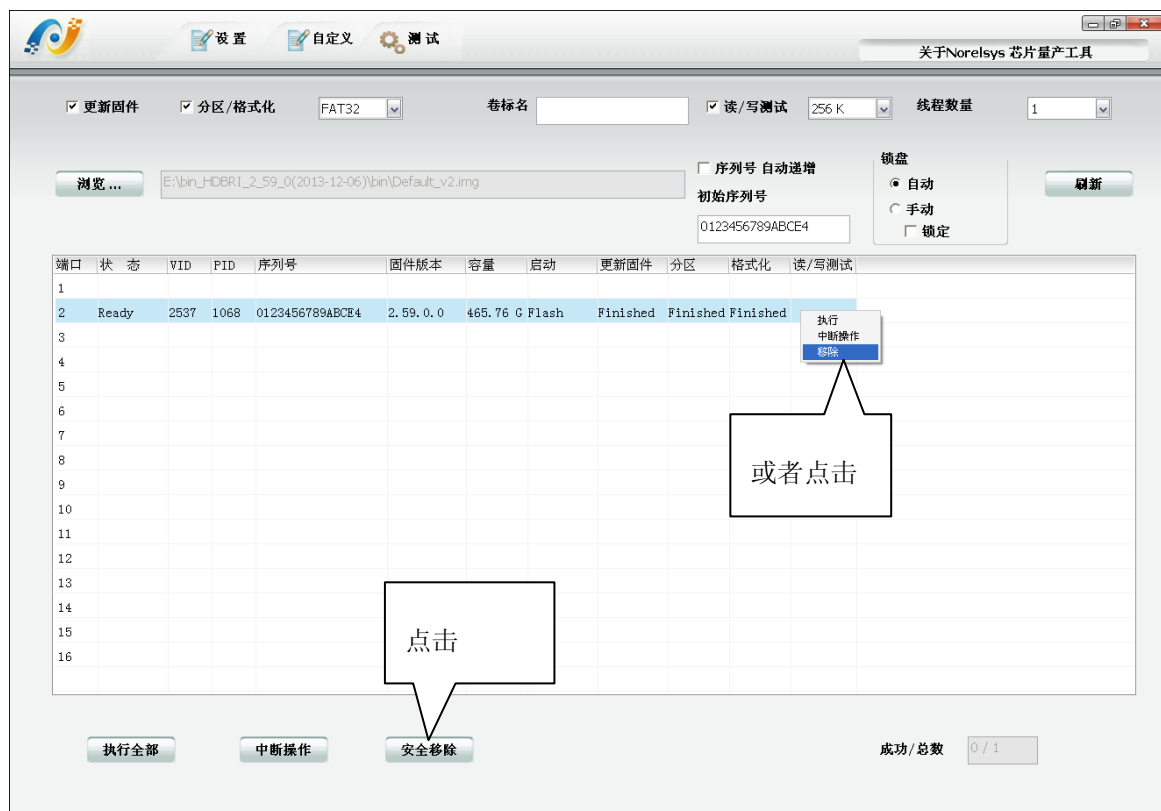 设 置 自定义 测 试
关于Norelsys 芯片量产工具
更新固件 分区/格式化 FAT32 卷标名 读/写测试 256 K 线程数量 1
浏览 ... E:\bin_HDBRI_2_59_0(2013-12-06)\bin\Default_v2.img
序列号 自动递增
初始序列号
0123456789ABCE4
锁盘
自动
手动
锁定
刷新
端口 状 态 VID PID 序列号 固件版本 容量 启动 更新固件 分区 格式化 读/写测试
1
2 Ready 2537 1068 0123456789ABCE4 2.59.0.0 465.76 G Flash Finished Finished Finished
执行
中断操作
移除
3
4
5
6
7
8
9
10
11
12
13
14
15
16
或者点击
点击
执行全部 中断操作 安全移除 成功/总数 0 / 1